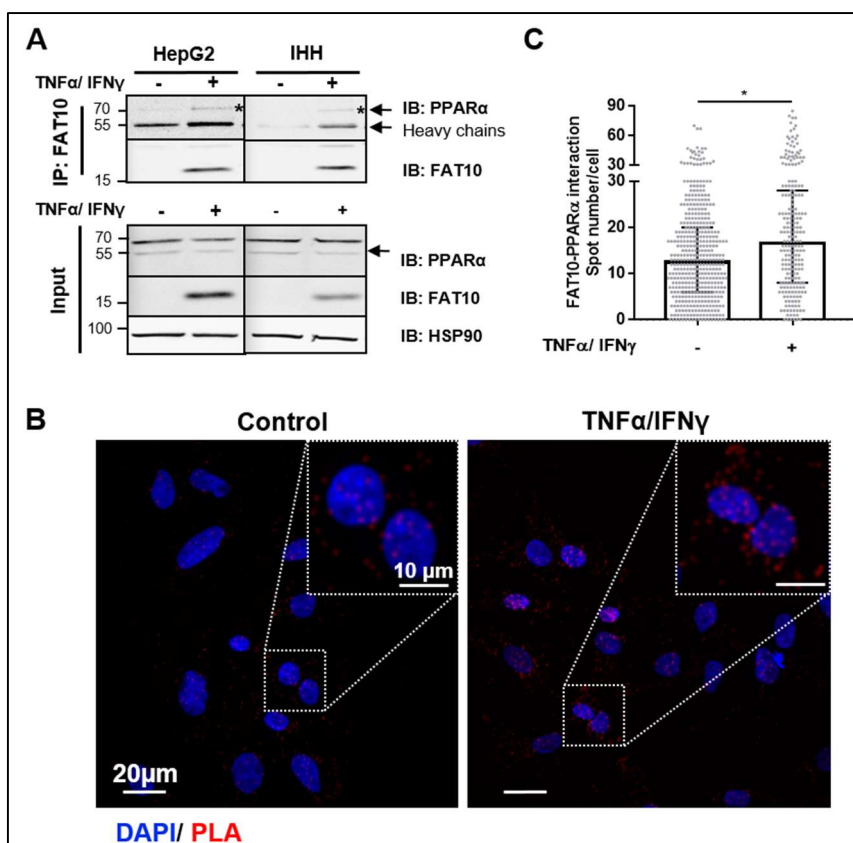 A
HepG2 IHH
TNFα/ IFNγ - + - +
IP: FAT10
70 * * IB: PPARα
55 Heavy chains
IB: FAT10
15
TNFα/ IFNγ - + - +
Input
70
55 IB: PPARα
15 IB: FAT10
100
IB: HSP90
C
*
FAT10-PPARα interaction
Spot number/cell
90
60
30
30
20
10
0
TNFα/ IFNγ - +
B
Control TNFα/IFNγ
10 µm
20µm
DAPI/ PLA